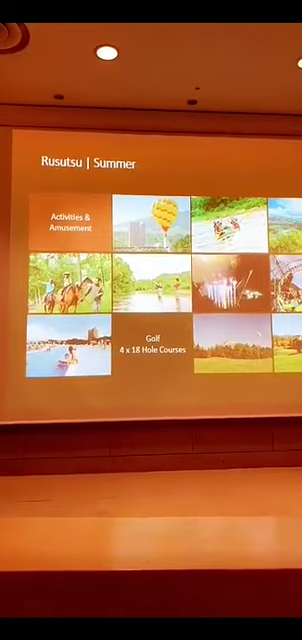 Rusutsu | Summer
Activities &
Amusement
Golf
4 x 18 Hole Courses